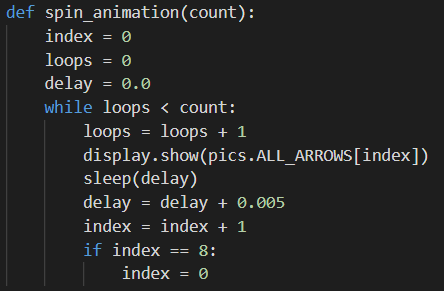 def spin_animation(count):
    index = 0
    loops = 0
    delay = 0.0
    while loops < count:
        loops = loops + 1
        display.show(pics.ALL_ARROWS[index])
        sleep(delay)
        delay = delay + 0.005
        index = index + 1
        if index == 8:
            index = 0